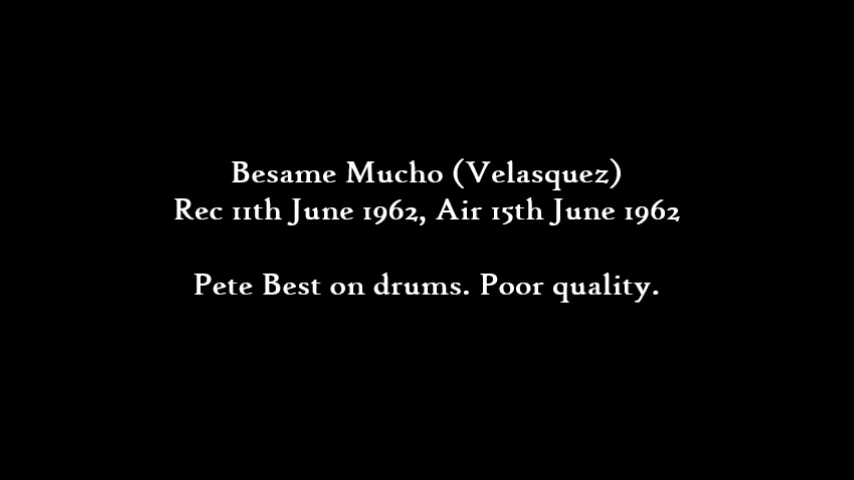 Besame Mucho (Velasquez)
Rec 11th June 1962, Air 15th June 1962
Pete Best on drums. Poor quality.